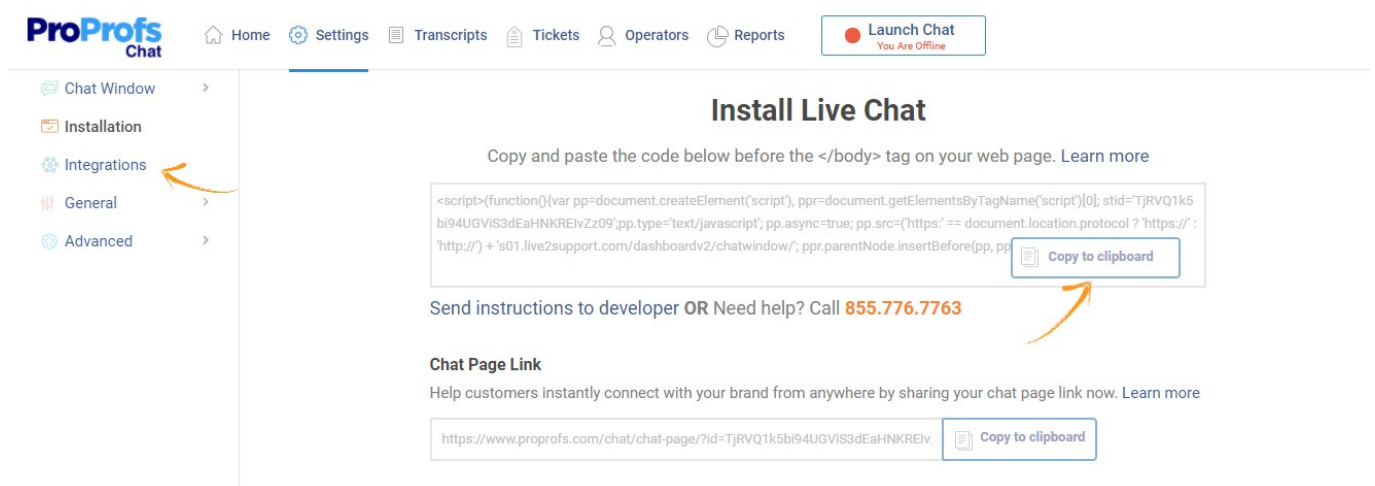 ProProfs
Chat
Home
Settings
Transcripts
Tickets
Operators
Reports
Launch Chat
You Are Offline
Chat Window
Installation
Integrations
General
Advanced
Install Live Chat
Copy and paste the code below before the </body> tag on your web page. Learn more
<script>(function(){var pp=document.createElement('script'), ppr=document.getElementsByTagName('script')[0]; stid='TjRVQ1k5
bi94UGViS3dEaHNKREIvZz09';pp.type='text/javascript'; pp.async=true; pp.src=('https:' == document.location.protocol ? 'https://' :
'http://') + 's01.live2support.com/dashboardv2/chatwindow/'; ppr.parentNode.insertBefore(pp, pp
Copy to clipboard
Send instructions to developer OR Need help? Call 855.776.7763
Chat Page Link
Help customers instantly connect with your brand from anywhere by sharing your chat page link now. Learn more
https://www.proprofs.com/chat/chat-page/?id=TjRVQ1k5bi94UGViS3dEaHNKREIv.
Copy to clipboard